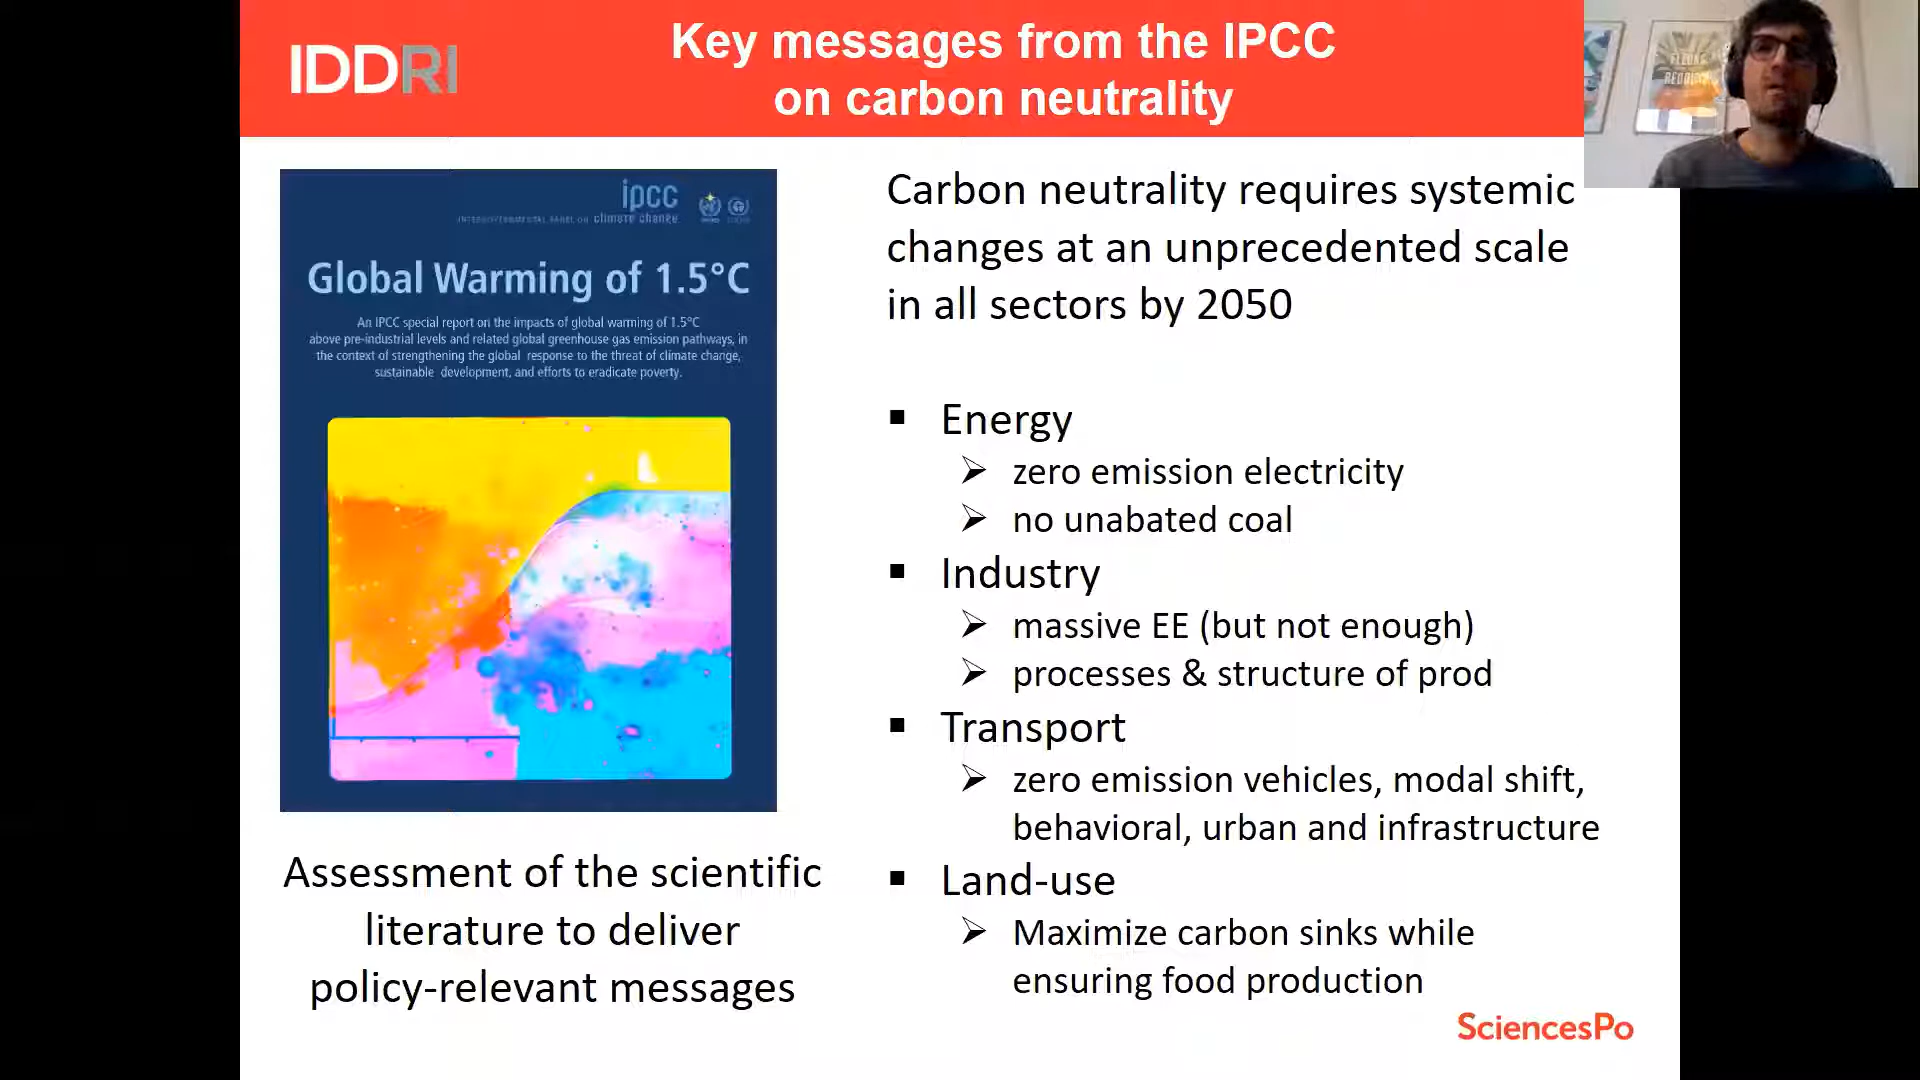 IDDRI
Key messages from the IPCC
on carbon neutrality
ipcc
INTERGOVERNMENTAL PANEL ON climate change
Global Warming of 1.5°C
An IPCC special report on the impacts of global warming of 1.5°C
above pre-industrial levels and related global greenhouse gas emission pathways, in
the context of strengthening the global response to the threat of climate change,
sustainable development, and efforts to eradicate poverty.
Assessment of the scientific
literature to deliver
policy-relevant messages
Carbon neutrality requires systemic
changes at an unprecedented scale
in all sectors by 2050
▪ Energy
➢ zero emission electricity
➢ no unabated coal
▪ Industry
➢ massive EE (but not enough)
➢ processes & structure of prod
▪ Transport
➢ zero emission vehicles, modal shift,
behavioral, urban and infrastructure
▪ Land-use
➢ Maximize carbon sinks while
ensuring food production
SciencesPo